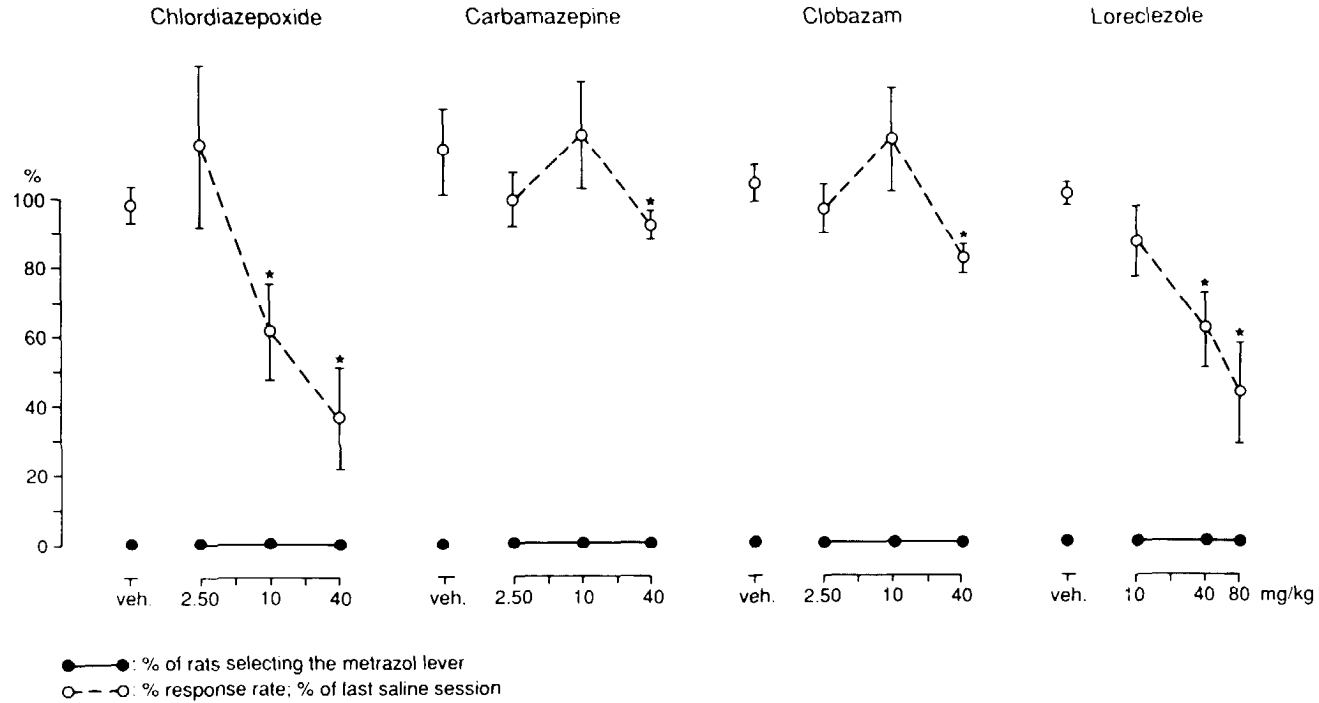 Chlordiazepoxide Carbamazepine Clobazam Loreclezole
%
100
80
60
40
20
0
veh. 2.50 10 40 veh. 2.50 10 40 veh. 2.50 10 40 veh. 10 40 80 mg/kg
: % of rats selecting the metrazol lever
: % response rate; % of last saline session